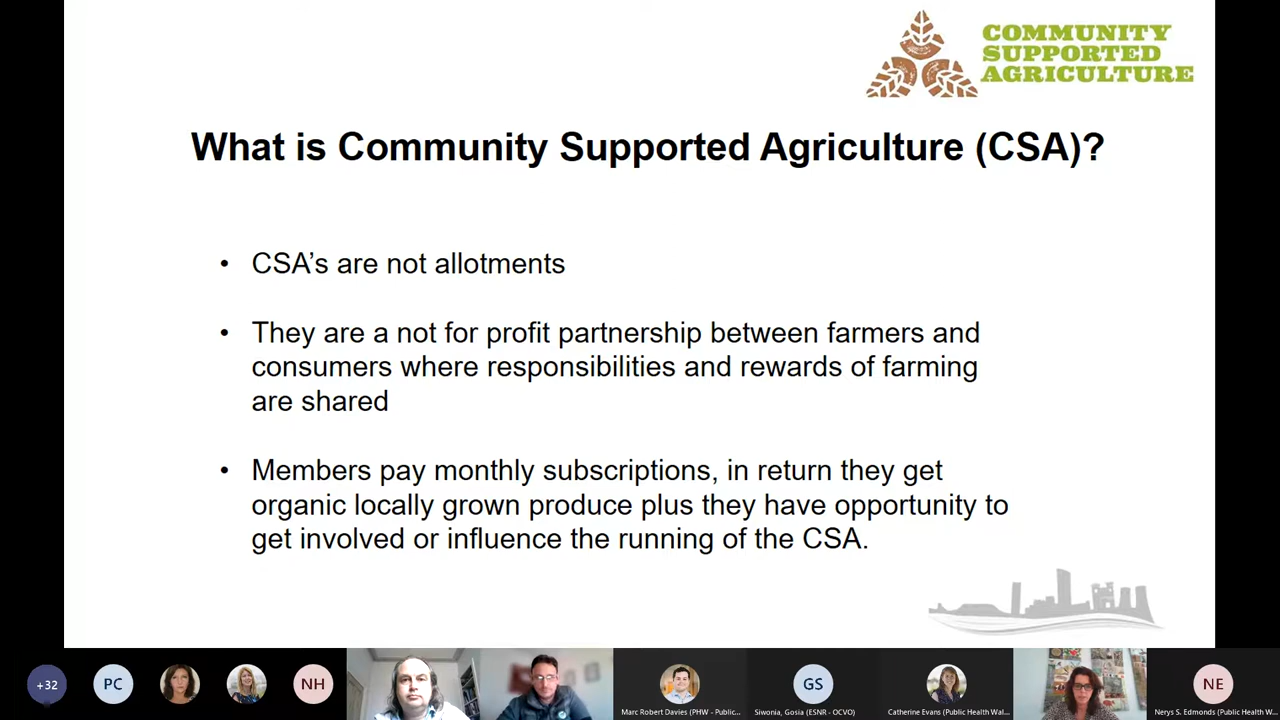 COMMUNITY
SUPPORTED
AGRICULTURE
What is Community Supported Agriculture (CSA)?
• CSA’s are not allotments
• They are a not for profit partnership between farmers and
consumers where responsibilities and rewards of farming
are shared
• Members pay monthly subscriptions, in return they get
organic locally grown produce plus they have opportunity to
get involved or influence the running of the CSA.
+32
PC
NH
GS
NE
Marc Robert Davies (PHW - Public...
Siwonia, Gosia (ESNR - OCVO)
Catherine Evans (Public Health Wal...
Nerys S. Edmonds (Public Health W...